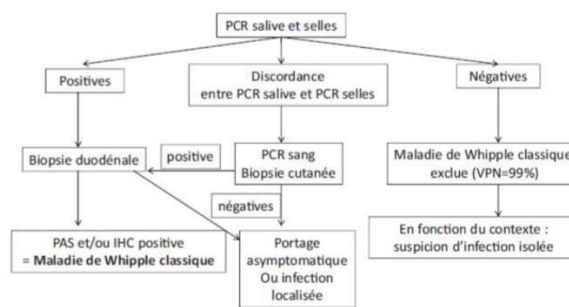 PCR salive et selles
Positives
Discordance
entre PCR salive et PCR selles
Négatives
Biopsie duodénale
positive
PCR sang
Biopsie cutanée
Maladie de Whipple classique
exclue (VPN=99%)
négatives
PAS et/ou IHC positive
= Maladie de Whipple classique
Portage
asymptomatique
Ou infection
localisée
En fonction du contexte :
suspicion d'infection isolée